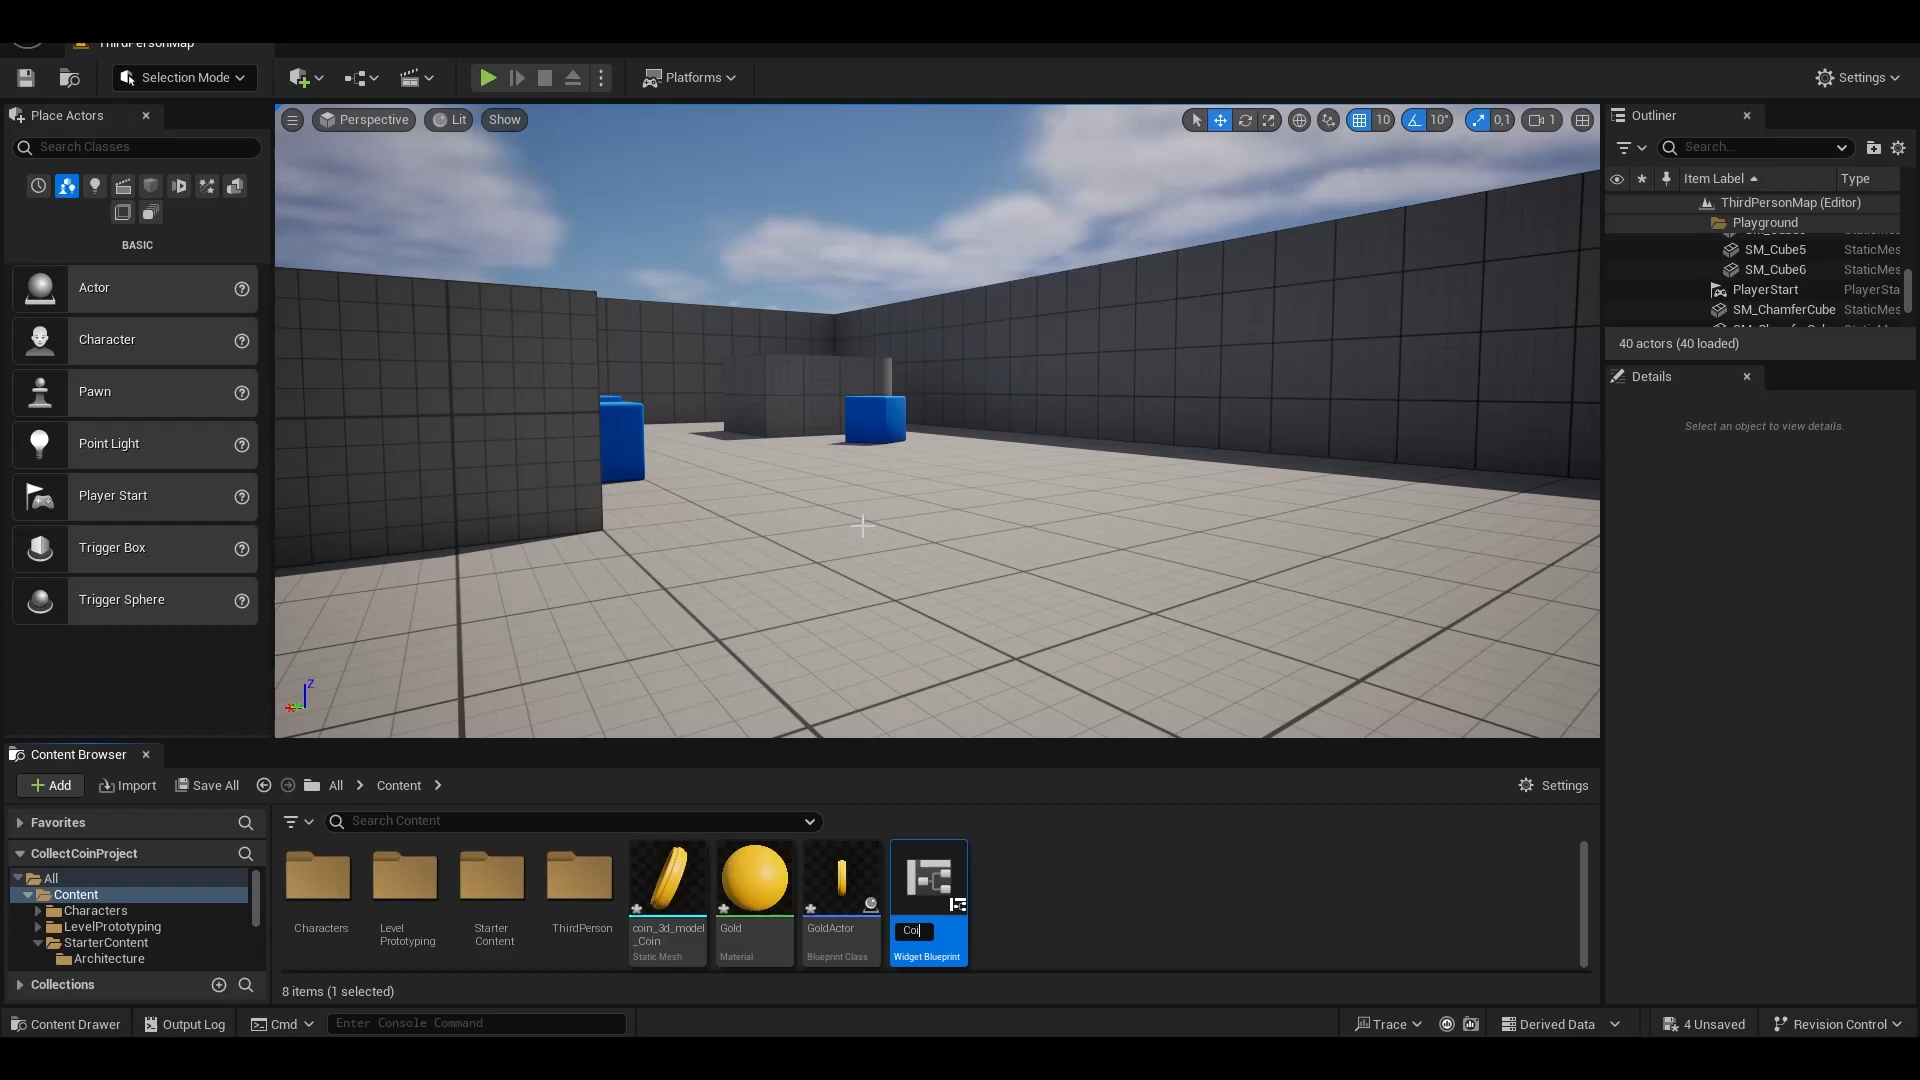 ThirdPersonMap
Selection Mode
Platforms
Settings
Place Actors
Perspective
Lit
Show
10
10°
0,1
1
Outliner
Search Classes
Search...
Item Label
Type
ThirdPersonMap (Editor)
Playground
SM_Cube5
StaticMes
SM_Cube6
StaticMes
PlayerStart
PlayerSta
SM_ChamferCube
StaticMes
40 actors (40 loaded)
Details
Select an object to view details.
BASIC
Actor
Character
Pawn
Point Light
Player Start
Trigger Box
Trigger Sphere
Z
Content Browser
Add
Import
Save All
All
Content
Settings
Favorites
Search Content
CollectCoinProject
All
Content
Characters
LevelPrototyping
StarterContent
Architecture
Collections
Characters
Level
Prototyping
Starter
Content
ThirdPerson
coin_3d_model
_Coin
Static Mesh
Gold
Material
GoldActor
Blueprint Class
Coi
Widget Blueprint
8 items (1 selected)
Content Drawer
Output Log
Cmd
Enter Console Command
Trace
Derived Data
4 Unsaved
Revision Control